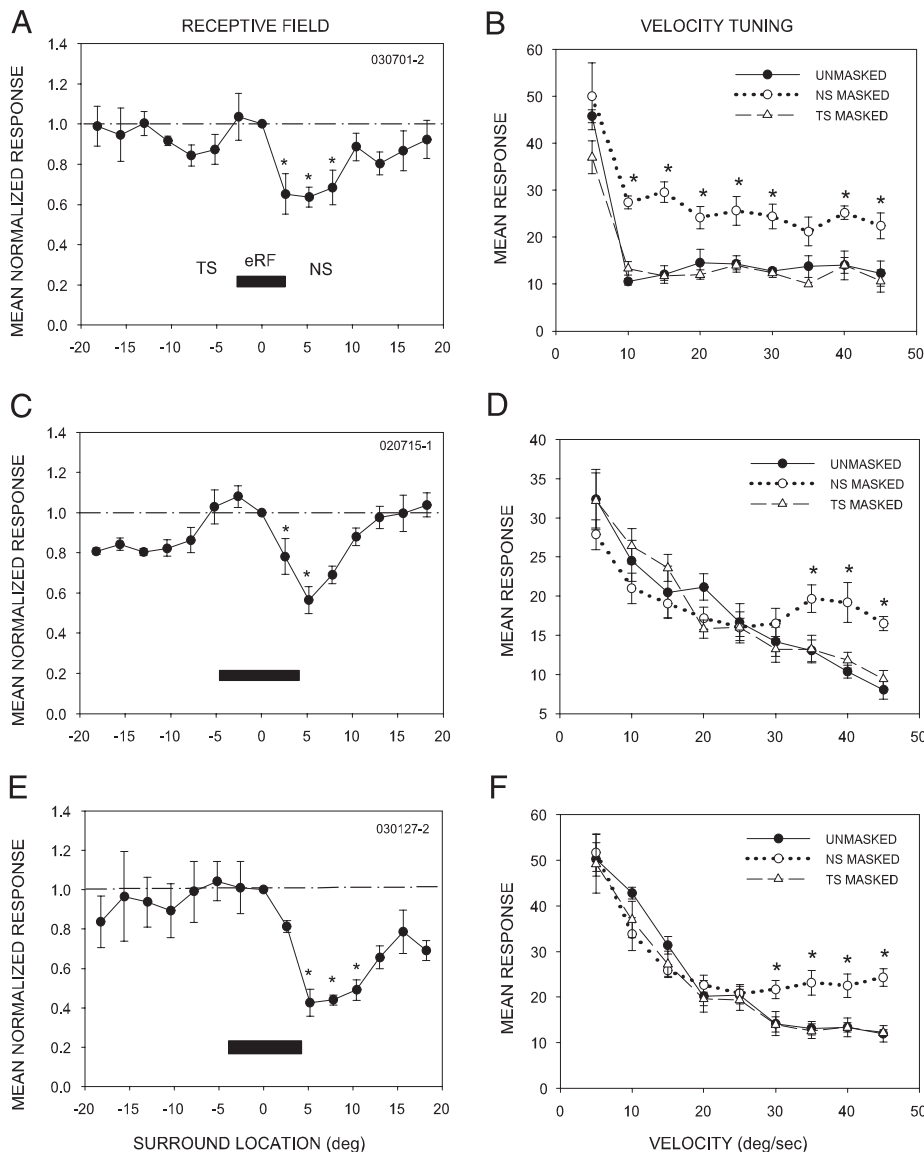 RECEPTIVE FIELD
VELOCITY TUNING
A
030701-2
MEAN NORMALIZED RESPONSE
1.4
1.2
1.0
0.8
0.6
0.4
0.2
0.0
* * *
TS eRF NS
-20 -15 -10 -5 0 5 10 15 20
B
UNMASKED
NS MASKED
TS MASKED
MEAN RESPONSE
60
50
40
30
20
10
0
* * * * * * *
0 10 20 30 40 50
C
020715-1
MEAN NORMALIZED RESPONSE
1.4
1.2
1.0
0.8
0.6
0.4
0.2
0.0
* *
-20 -15 -10 -5 0 5 10 15 20
D
UNMASKED
NS MASKED
TS MASKED
MEAN RESPONSE
40
35
30
25
20
15
10
5
* * *
0 10 20 30 40 50
E
030127-2
MEAN NORMALIZED RESPONSE
1.4
1.2
1.0
0.8
0.6
0.4
0.2
0.0
* * *
-20 -15 -10 -5 0 5 10 15 20
SURROUND LOCATION (deg)
F
UNMASKED
NS MASKED
TS MASKED
MEAN RESPONSE
60
50
40
30
20
10
0
* * * *
0 10 20 30 40 50
VELOCITY (deg/sec)